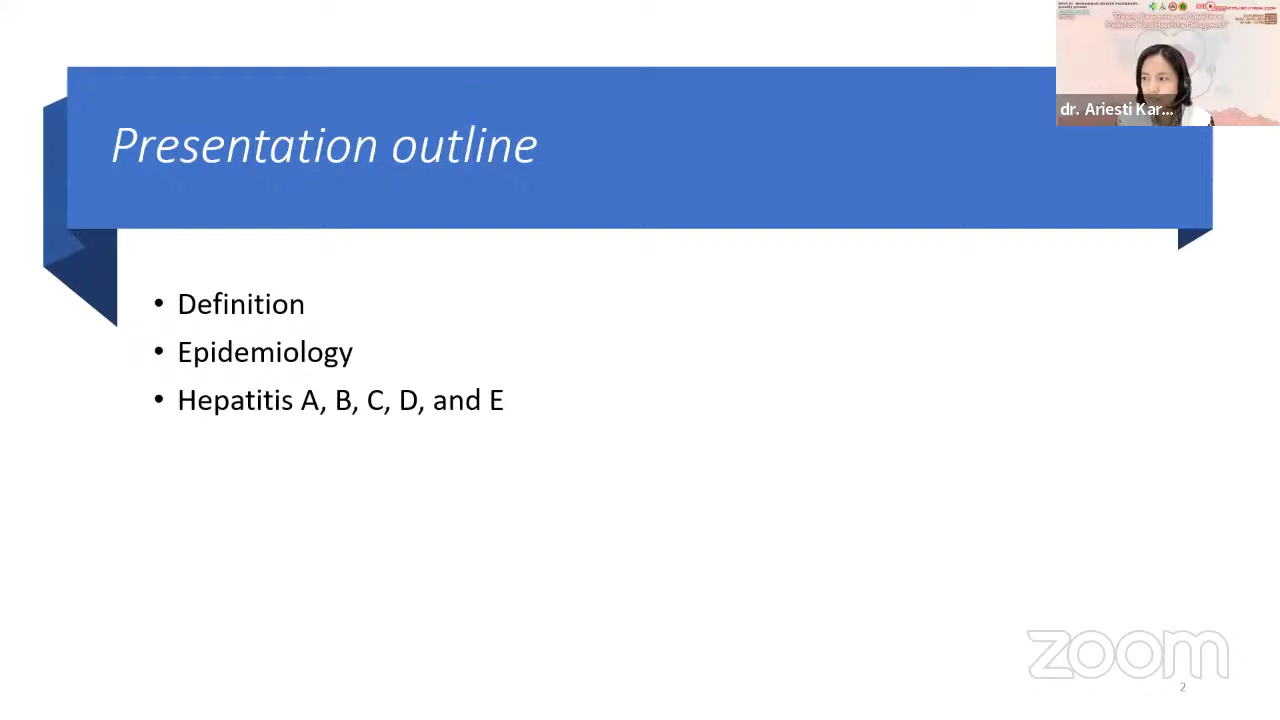 Presentation outline
• Definition
• Epidemiology
• Hepatitis A, B, C, D, and E
dr. Ariesti Kar...
zoom
2